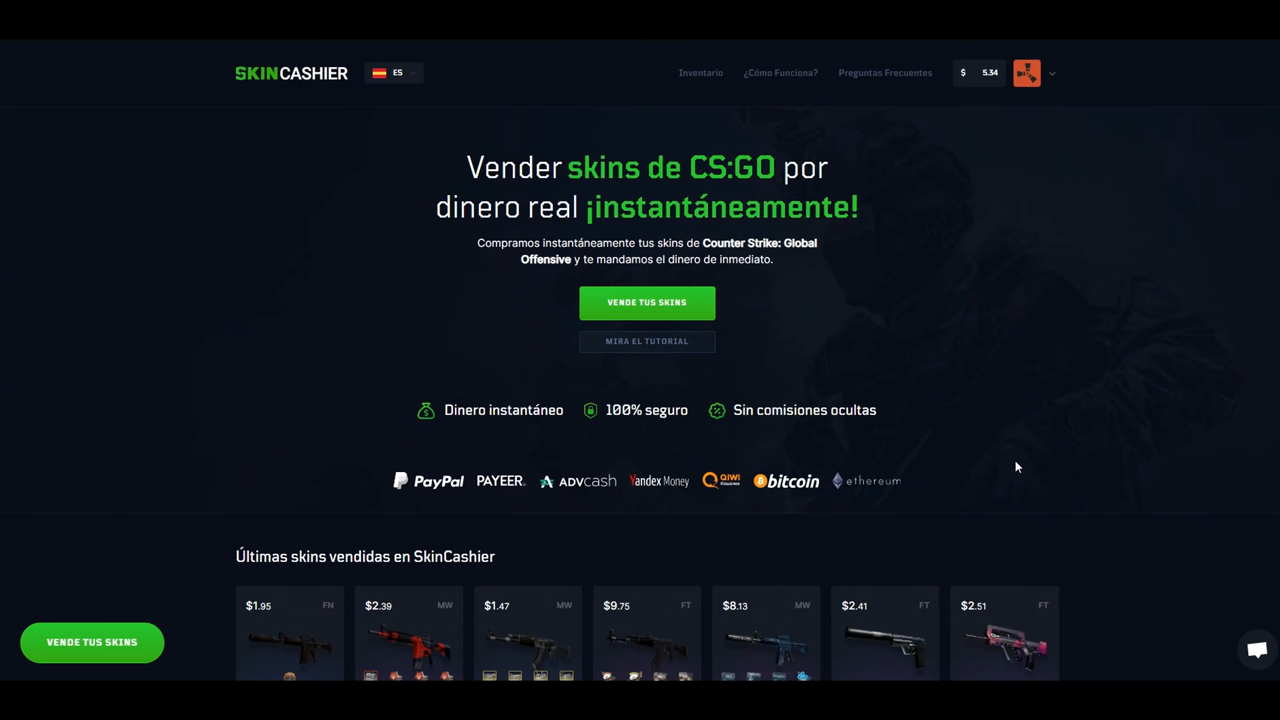 SKINCASHIER
ES
Inventario
¿Cómo Funciona?
Preguntas Frecuentes
$ 5.34
Vender skins de CS:GO por
dinero real ¡instantáneamente!
Compramos instantáneamente tus skins de Counter Strike: Global
Offensive y te mandamos el dinero de inmediato.
VENDE TUS SKINS
MIRA EL TUTORIAL
Dinero instantáneo
100% seguro
Sin comisiones ocultas
PayPal
PAYEER
ADVcash
Yandex Money
QIWI
bitcoin
ethereum
Últimas skins vendidas en SkinCashier
$1.95 FN
$2.39 MW
$1.47 MW
$9.75 FT
$8.13 MW
$2.41 FT
$2.51 FT
VENDE TUS SKINS